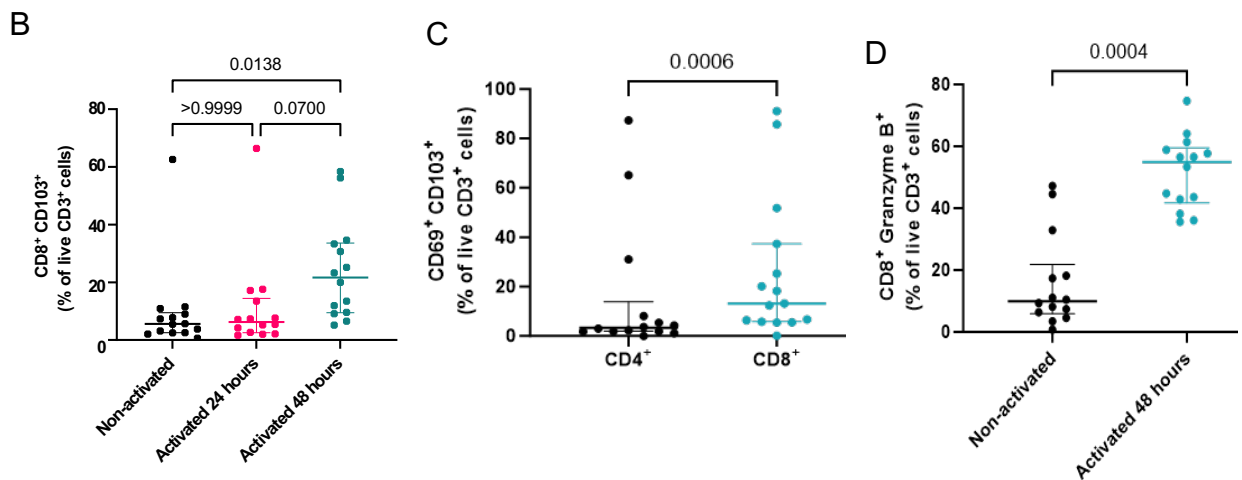 B
0.0138
>0.9999
0.0700
CD8⁺ CD103⁺
(% of live CD3⁺ cells)
80
60
40
20
0
Non-activated
Activated 24 hours
Activated 48 hours
C
0.0006
CD69⁺ CD103⁺
(% of live CD3⁺ cells)
100
80
60
40
20
0
CD4⁺
CD8⁺
D
0.0004
CD8⁺ Granzyme B⁺
(% of live CD3⁺ cells)
80
60
40
20
0
Non-activated
Activated 48 hours